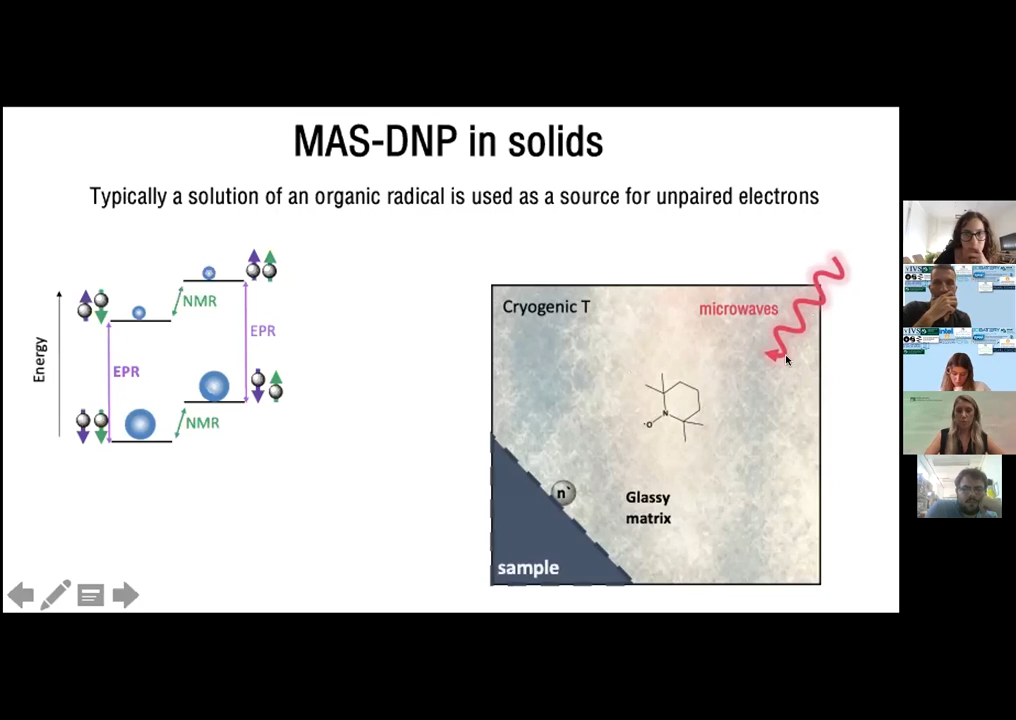 MAS-DNP in solids
Typically a solution of an organic radical is used as a source for unpaired electrons
Energy
NMR
EPR
EPR
NMR
Cryogenic T
microwaves
N
·O
n`
Glassy
matrix
sample
intel